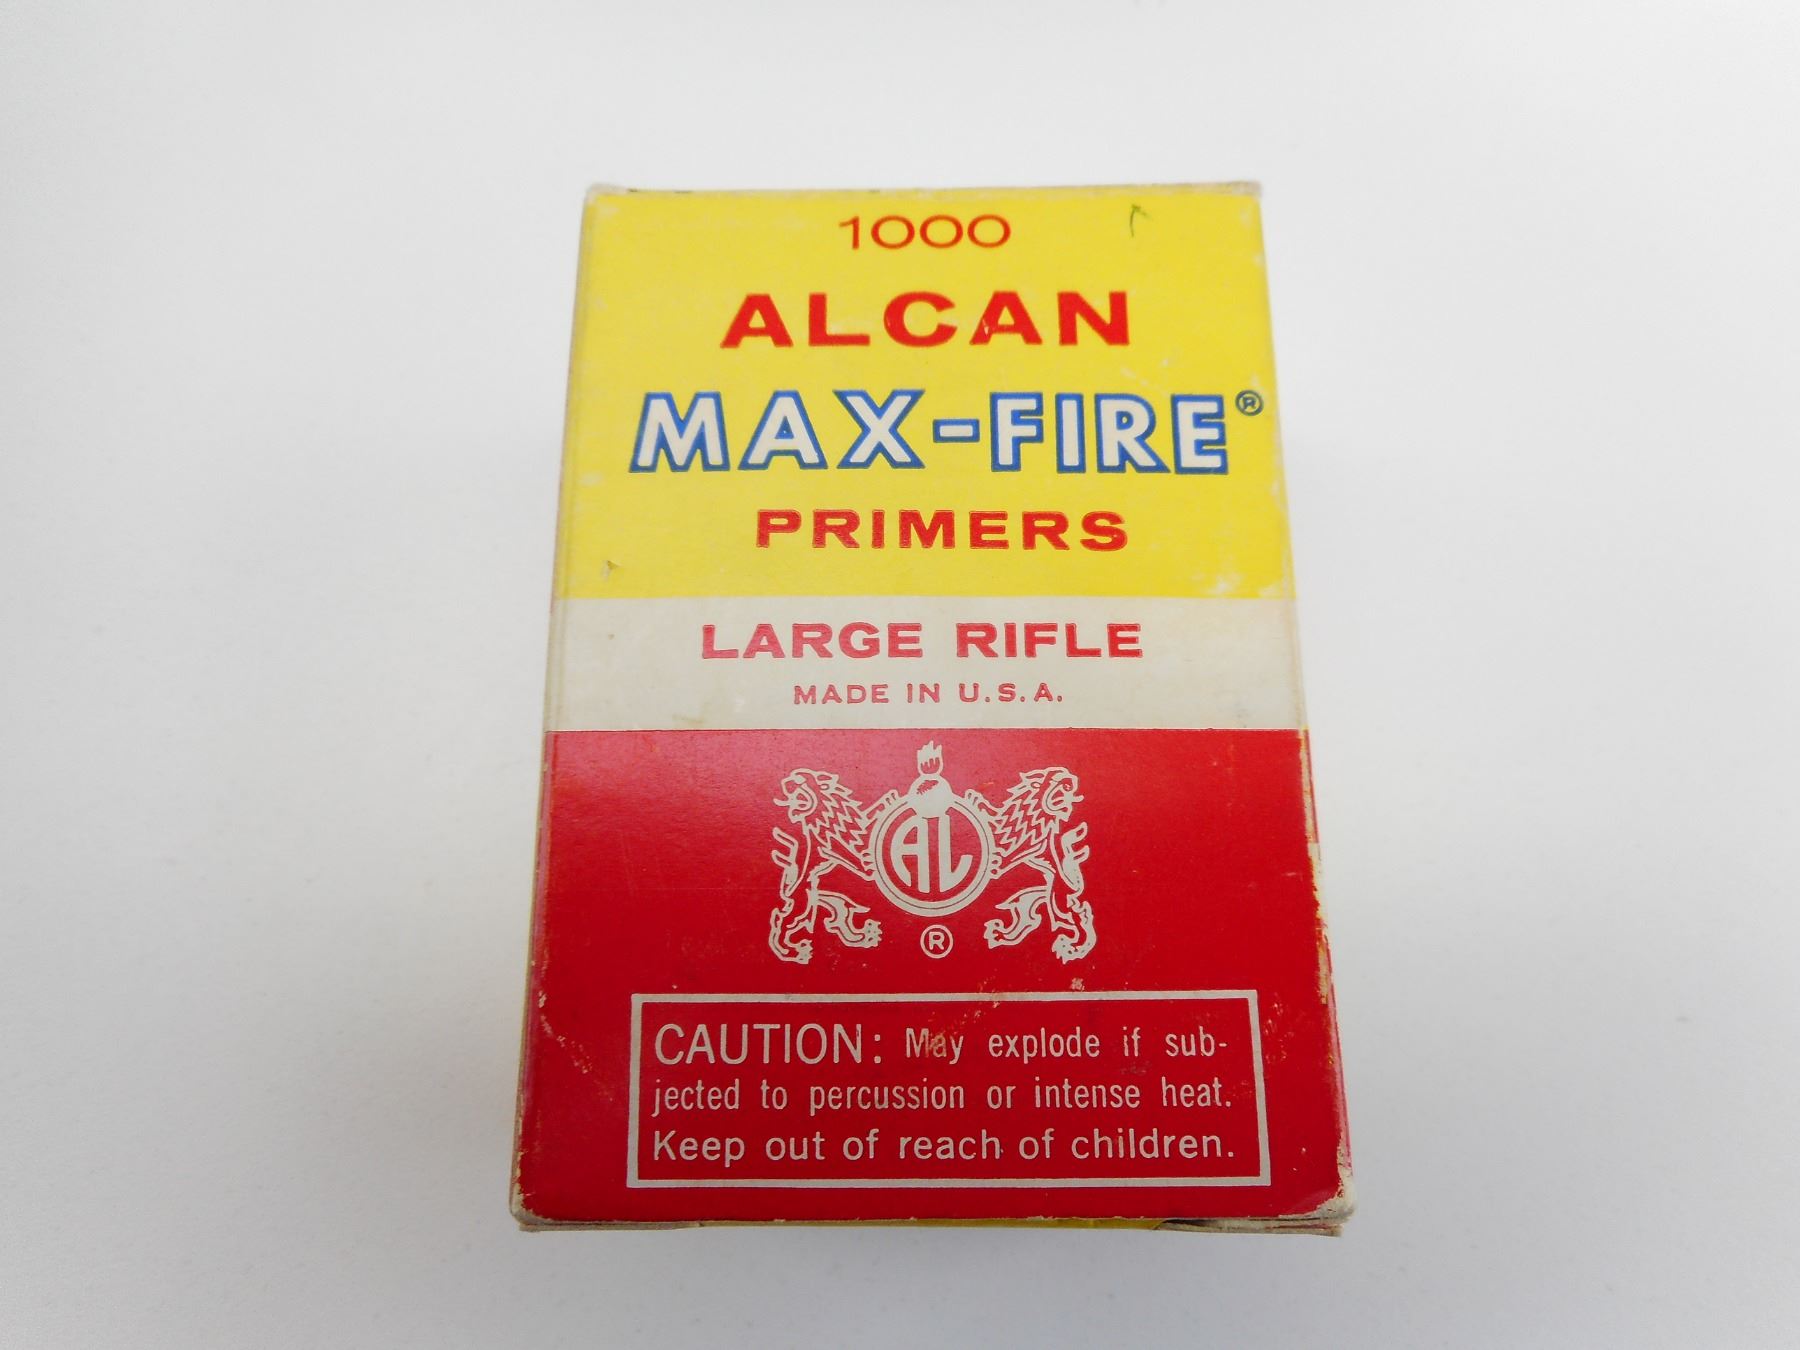 1000
ALCAN
MAX-FIRE®
PRIMERS
LARGE RIFLE
MADE IN U.S.A.
AL
®
CAUTION: May explode if sub-
jected to percussion or intense heat.
Keep out of reach of children.